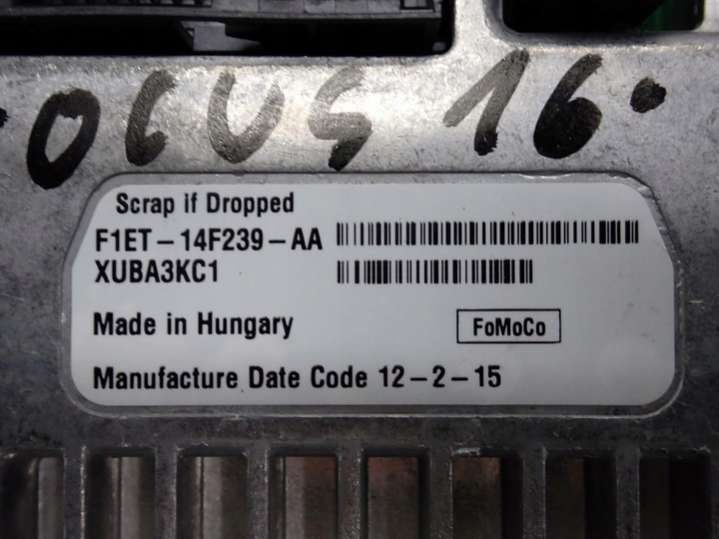 OCUS 16.
Scrap if Dropped
F1ET-14F239-AA
XUBA3KC1
Made in Hungary
FoMoCo
Manufacture Date Code 12-2-15